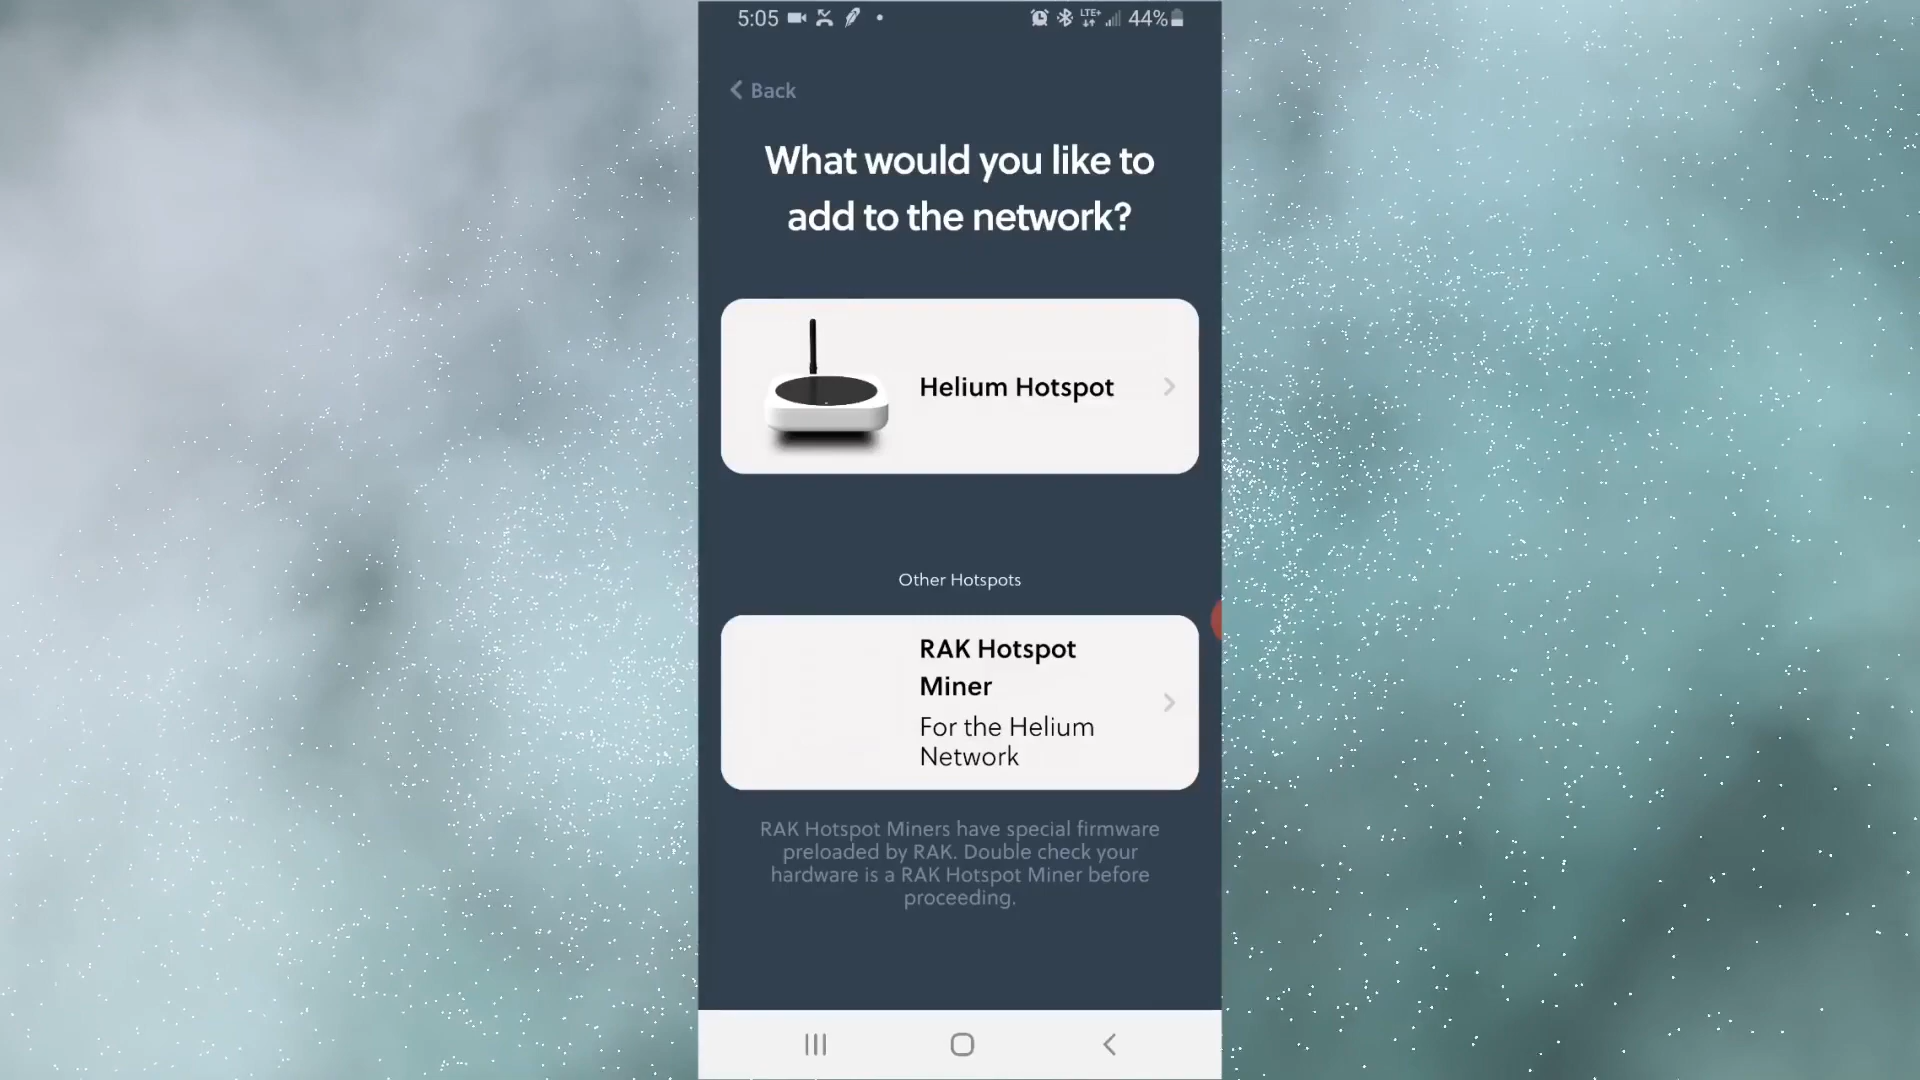 5:05
LTE+
44%
Back
What would you like to
add to the network?
Helium Hotspot
Other Hotspots
RAK Hotspot
Miner
For the Helium
Network
RAK Hotspot Miners have special firmware
preloaded by RAK. Double check your
hardware is a RAK Hotspot Miner before
proceeding.